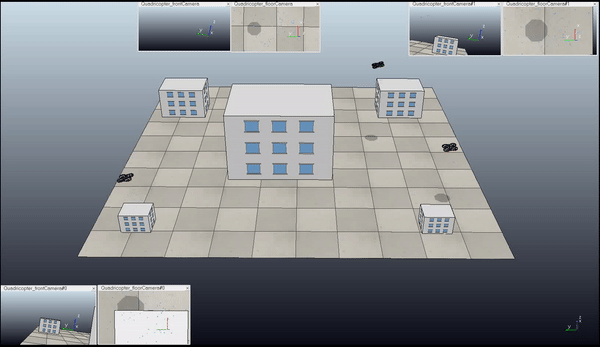 Quadricopter_frontCamera
Quadricopter_floorCamera
Quadricopter_frontCamera#1
Quadricopter_floorCamera#1
Quadricopter_frontCamera#0
Quadricopter_floorCamera#0